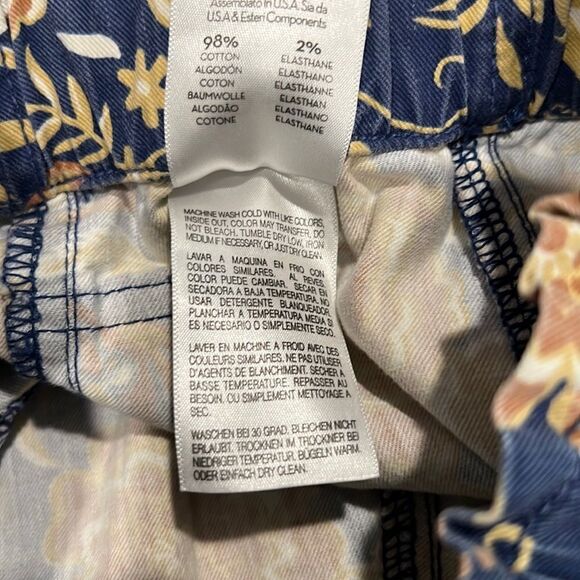 Assemblato in U.S.A. Sia da
U.S.A & Esteri Components
98% 2%
COTTON ELASTHANE
ALGODÓN ELASTHANO
COTON ELASTHANNE
BAUMWOLLE ELASTHAN
ALGODÃO ELASTHANO
COTONE ELASTHANE
MACHINE WASH COLD WITH LIKE COLORS,
INSIDE OUT, COLOR MAY TRANSFER, DO
NOT BLEACH. TUMBLE DRY LOW, IRON
MEDIUM IF NECESSARY, OR JUST DRY CLEAN.
LAVAR A MAQUINA EN FRIO CON
COLORES SIMILARES. AL REVES,
COLOR PUEDE CAMBIAR. SECAR EN
SECADORA A BAJA TEMPERATURA. NO
USAR DETERGENTE BLANQUEADOR,
PLANCHAR A TEMPERATURA MEDIA SI
ES NECESARIO O SIMPLEMENTE SECO.
LAVER EN MACHINE A FROID AVEC DES
COULEURS SIMILAIRES. NE PAS UTILISER
D'AGENTS DE BLANCHIMENT. SECHER A
BASSE TEMPERATURE. REPASSER AU
BESOIN, OU SIMPLEMENT METTOYAGE A
SEC.
WASCHEN BEI 30 GRAD. BLEICHEN NICHT
ERLAUBT. TROCKNEN IM TROCKNER BEI
NIEDRIGER TEMPERATUR. BUGELN WARM.
ODER EINFACH DRY CLEAN.